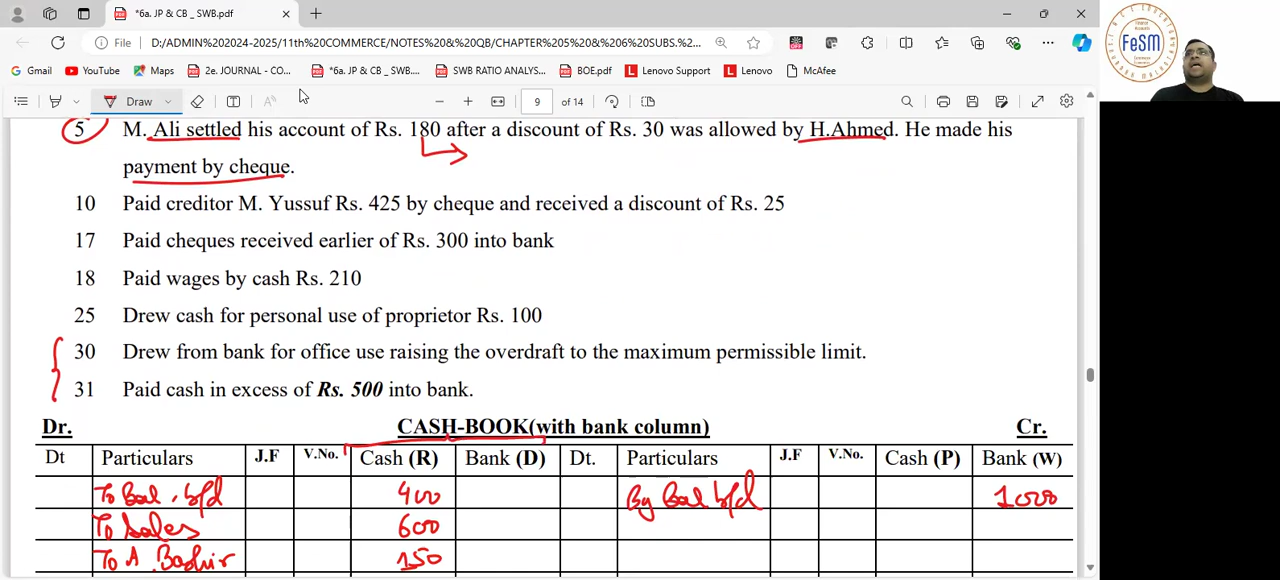 *6a. JP & CB _ SWB.pdf
File D:/ADMIN%202024-2025/11th%20COMMERCE/NOTES%20&%20QB/CHAPTER%205%20&%206%20SUBS.%2...
Gmail YouTube Maps 2e. JOURNAL - CO... *6a. JP & CB _ SWB.... SWB RATIO ANALYS... BOE.pdf Lenovo Support Lenovo McAfee
Draw 9 of 14
FeSM
5 M. Ali settled his account of Rs. 180 after a discount of Rs. 30 was allowed by H.Ahmed. He made his
payment by cheque.
10 Paid creditor M. Yussuf Rs. 425 by cheque and received a discount of Rs. 25
17 Paid cheques received earlier of Rs. 300 into bank
18 Paid wages by cash Rs. 210
25 Drew cash for personal use of proprietor Rs. 100
30 Drew from bank for office use raising the overdraft to the maximum permissible limit.
31 Paid cash in excess of Rs. 500 into bank.
Dr. CASH-BOOK(with bank column) Cr.
Dt Particulars J.F V.No. Cash (R) Bank (D) Dt. Particulars J.F V.No. Cash (P) Bank (W)
To Bal. b/d 400 By Bal b/d 1000
To Sales 600
To A. Bashir 150